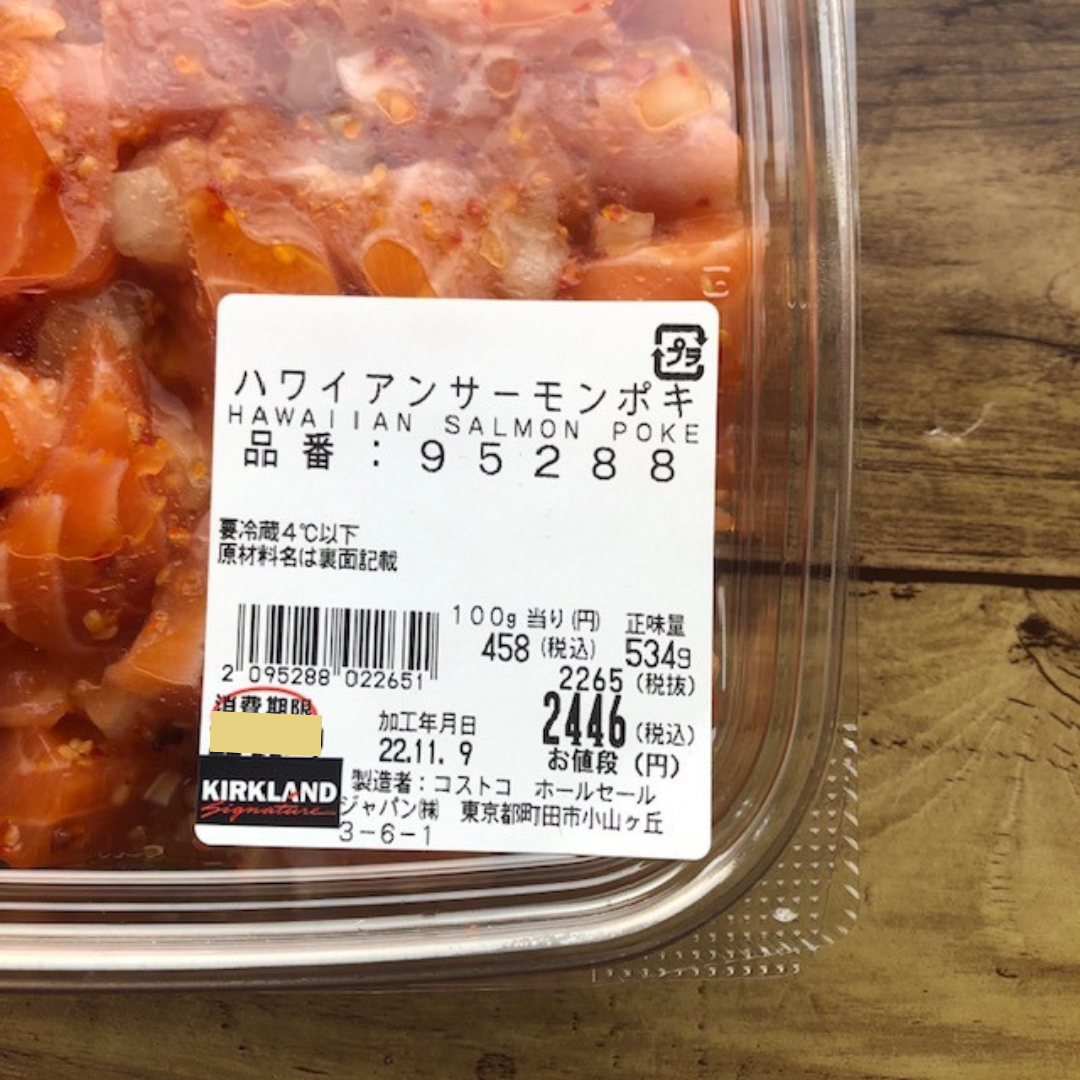 プラ
ハワイアンサーモンポキ
HAWAIIAN SALMON POKE
品番：95288
要冷蔵4℃以下
原材料名は裏面記載
100g当り(円) 正味量
458(税込) 534g
2265(税抜)
2446(税込)
お値段(円)
2 095288 022651
消費期限
加工年月日
22.11. 9
KIRKLAND
Signature
製造者：コストコ ホールセール
ジャパン㈱ 東京都町田市小山ヶ丘
3-6-1